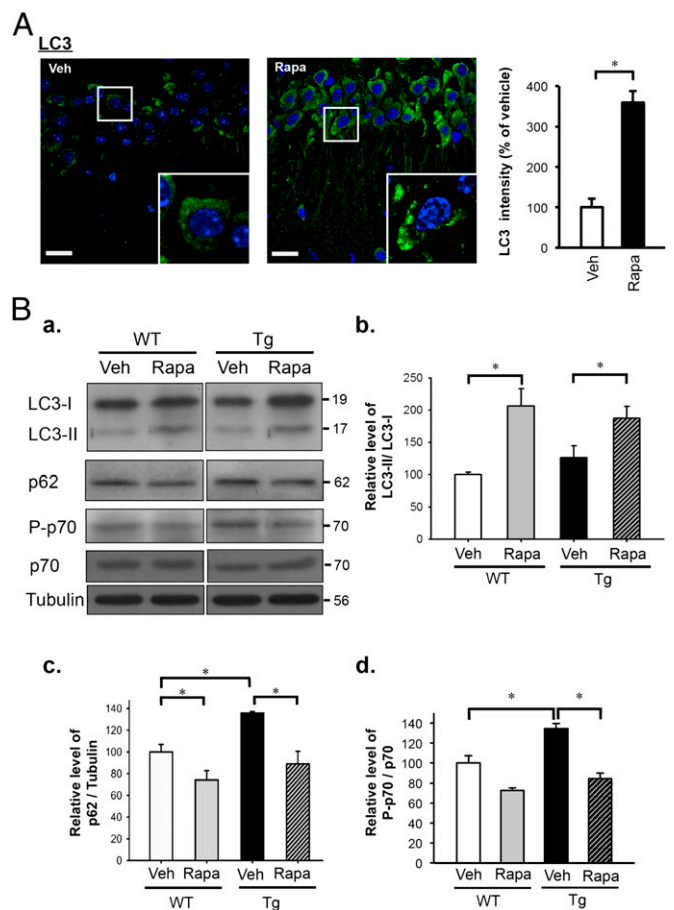 A
LC3
Veh
Rapa
*
LC3 intensity (% of vehicle)
400
300
200
100
0
Veh
Rapa
B
a.
WT
Tg
Veh Rapa Veh Rapa
LC3-I
19
LC3-II
17
p62
62
P-p70
70
p70
70
Tubulin
56
b.
* *
Relative level of
LC3-II/ LC3-I
250
200
150
100
50
0
Veh Rapa Veh Rapa
WT Tg
c.
*
* *
Relative level of
p62 / Tubulin
140
120
100
80
60
40
20
0
Veh Rapa Veh Rapa
WT Tg
d.
* *
Relative level of
P-p70 / p70
140
120
100
80
60
40
20
0
Veh Rapa Veh Rapa
WT Tg